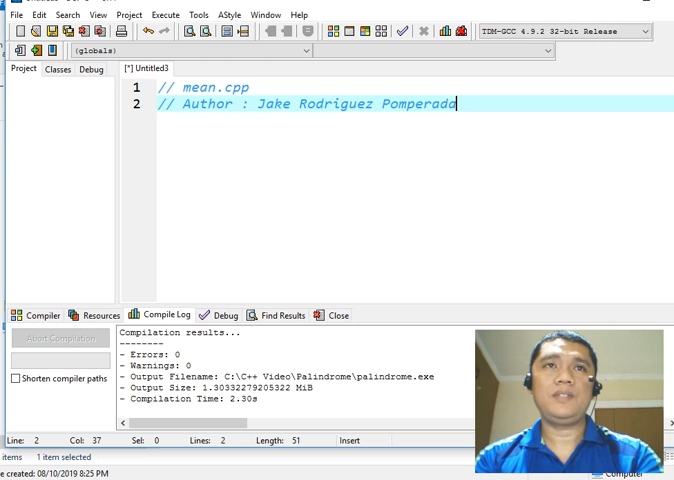 File Edit Search View Project Execute Tools AStyle Window Help
TDM-GCC 4.9.2 32-bit Release
(globals)
Project Classes Debug
[*] Untitled3
1 // mean.cpp
2 // Author : Jake Rodriguez Pomperada
Compiler Resources Compile Log Debug Find Results Close
Abort Compilation
Shorten compiler paths
Compilation results...
--------
- Errors: 0
- Warnings: 0
- Output Filename: C:\C++ Video\Palindrome\palindrome.exe
- Output Size: 1.30332279205322 MiB
- Compilation Time: 2.30s
Line: 2 Col: 37 Sel: 0 Lines: 2 Length: 51 Insert
items 1 item selected
e created: 08/10/2019 8:25 PM
Computer